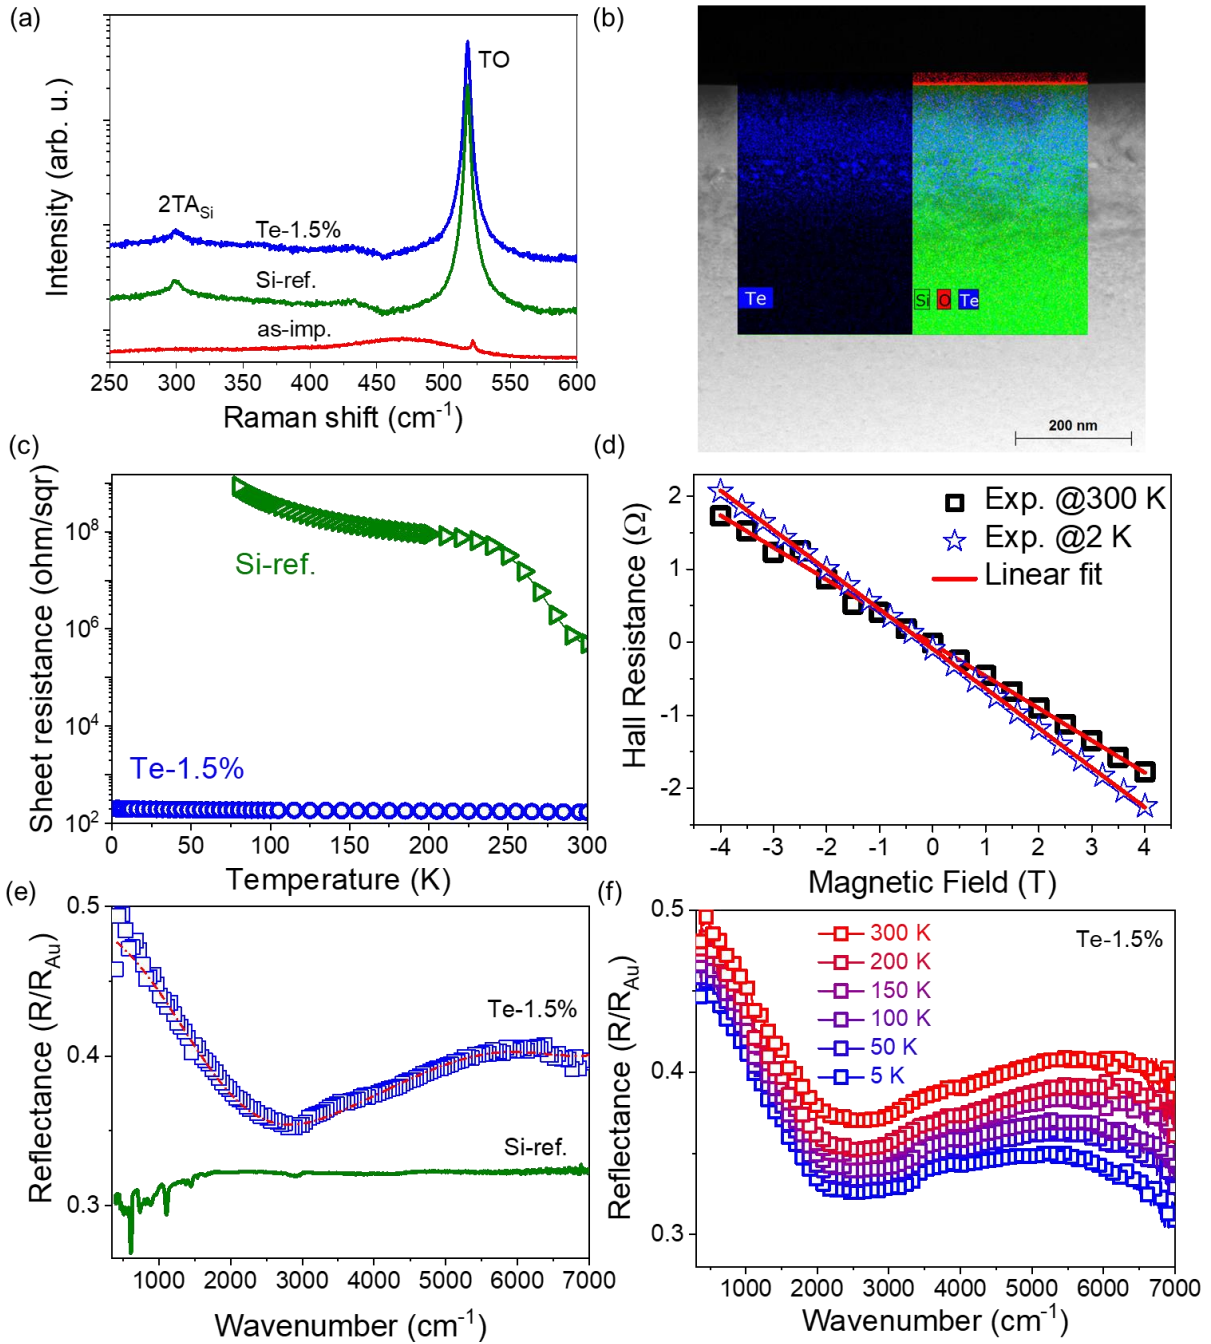 (a)
Intensity (arb. u.)
TO
2TA_Si
Te-1.5%
Si-ref.
as-imp.
250 300 350 400 450 500 550 600
Raman shift (cm⁻¹)
(b)
Te
Si O Te
200 nm
(c)
Sheet resistance (ohm/sqr)
10⁸
10⁶
10⁴
10²
Si-ref.
Te-1.5%
0 50 100 150 200 250 300
Temperature (K)
(d)
Hall Resistance (Ω)
2
1
0
-1
-2
Exp. @300 K
Exp. @2 K
Linear fit
-4 -3 -2 -1 0 1 2 3 4
Magnetic Field (T)
(e)
Reflectance (R/R_Au)
0.5
0.4
0.3
Te-1.5%
Si-ref.
1000 2000 3000 4000 5000 6000 7000
Wavenumber (cm⁻¹)
(f)
Reflectance (R/R_Au)
0.5
0.4
0.3
300 K
200 K
150 K
100 K
50 K
5 K
Te-1.5%
1000 2000 3000 4000 5000 6000 7000
Wavenumber (cm⁻¹)